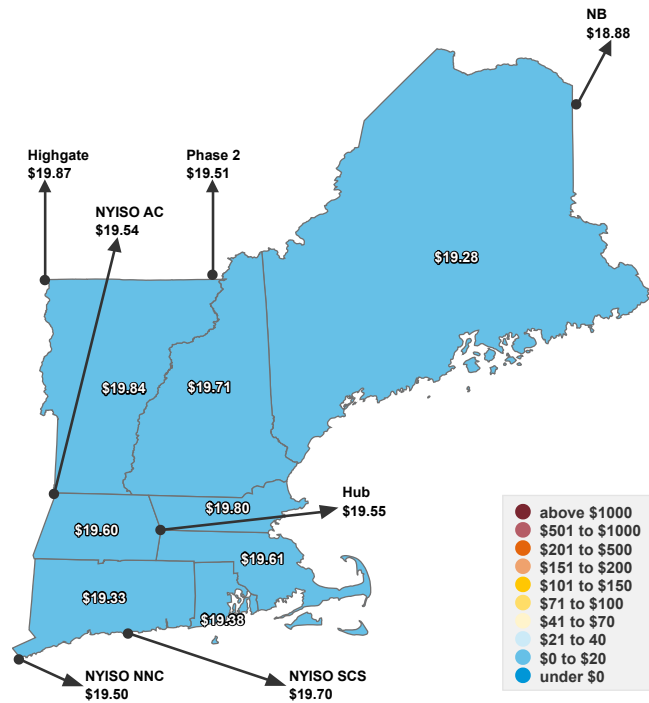 NB
$18.88
Highgate
$19.87
Phase 2
$19.51
NYISO AC
$19.54
$19.28
$19.84
$19.71
Hub
$19.55
$19.80
$19.60
$19.61
$19.33
$19.38
NYISO NNC
$19.50
NYISO SCS
$19.70
above $1000
$501 to $1000
$201 to $500
$151 to $200
$101 to $150
$71 to $100
$41 to $70
$21 to 40
$0 to $20
under $0